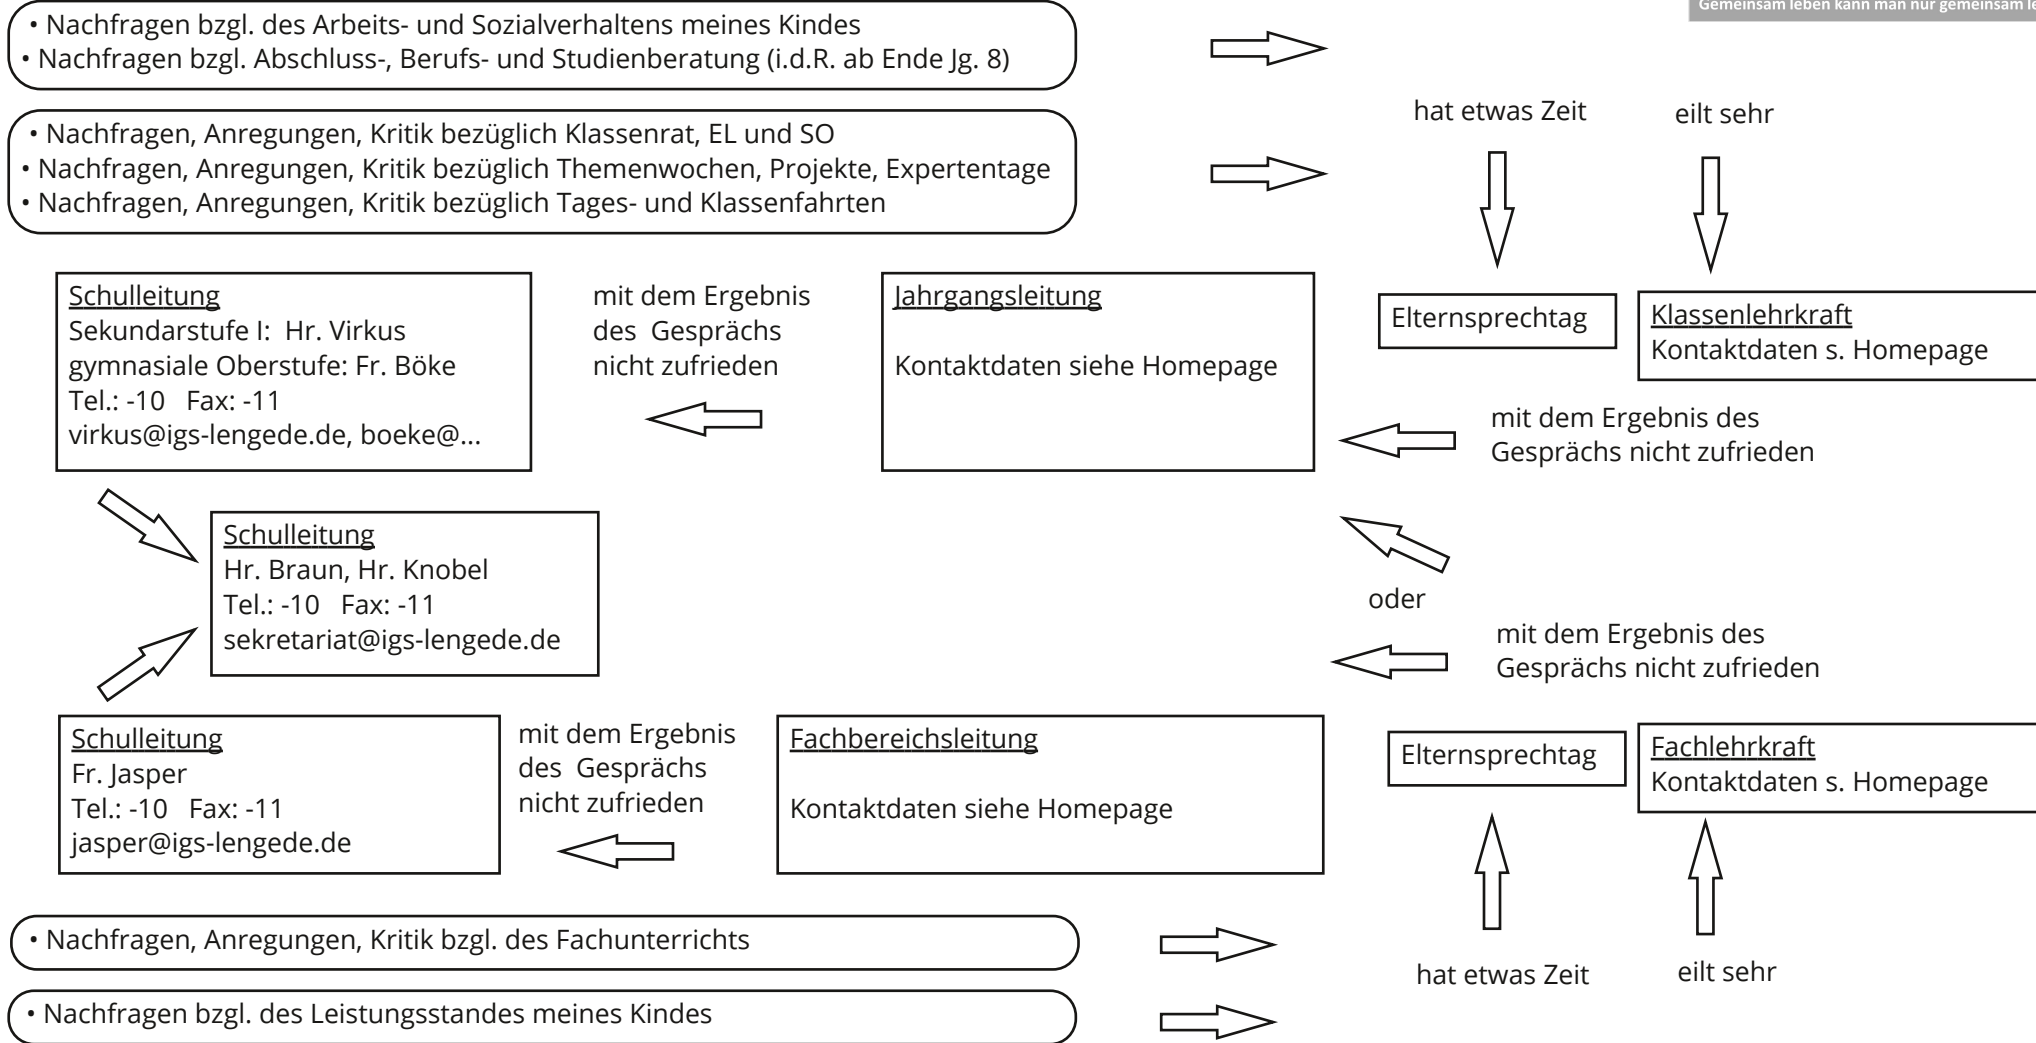 Gemeinsam leben kann man nur gemeinsam
• Nachfragen bzgl. des Arbeits- und Sozialverhaltens meines Kindes
• Nachfragen bzgl. Abschluss-, Berufs- und Studienberatung (i.d.R. ab Ende Jg. 8)
hat etwas Zeit
eilt sehr
• Nachfragen, Anregungen, Kritik bezüglich Klassenrat, EL und SO
• Nachfragen, Anregungen, Kritik bezüglich Themenwochen, Projekte, Expertentage
• Nachfragen, Anregungen, Kritik bezüglich Tages- und Klassenfahrten
Schulleitung
Sekundarstufe I:  Hr. Virkus
gymnasiale Oberstufe: Fr. Böke
Tel.: -10   Fax: -11
virkus@igs-lengede.de, boeke@...
mit dem Ergebnis
des  Gesprächs
nicht zufrieden
Jahrgangsleitung
Kontaktdaten siehe Homepage
Elternsprechtag
Klassenlehrkraft
Kontaktdaten s. Homepage
mit dem Ergebnis des
Gesprächs nicht zufrieden
Schulleitung
Hr. Braun, Hr. Knobel
Tel.: -10   Fax: -11
sekretariat@igs-lengede.de
oder
mit dem Ergebnis des
Gesprächs nicht zufrieden
Schulleitung
Fr. Jasper
Tel.: -10   Fax: -11
jasper@igs-lengede.de
mit dem Ergebnis
des  Gesprächs
nicht zufrieden
Fachbereichsleitung
Kontaktdaten siehe Homepage
Elternsprechtag
Fachlehrkraft
Kontaktdaten s. Homepage
• Nachfragen, Anregungen, Kritik bzgl. des Fachunterrichts
hat etwas Zeit
eilt sehr
• Nachfragen bzgl. des Leistungsstandes meines Kindes